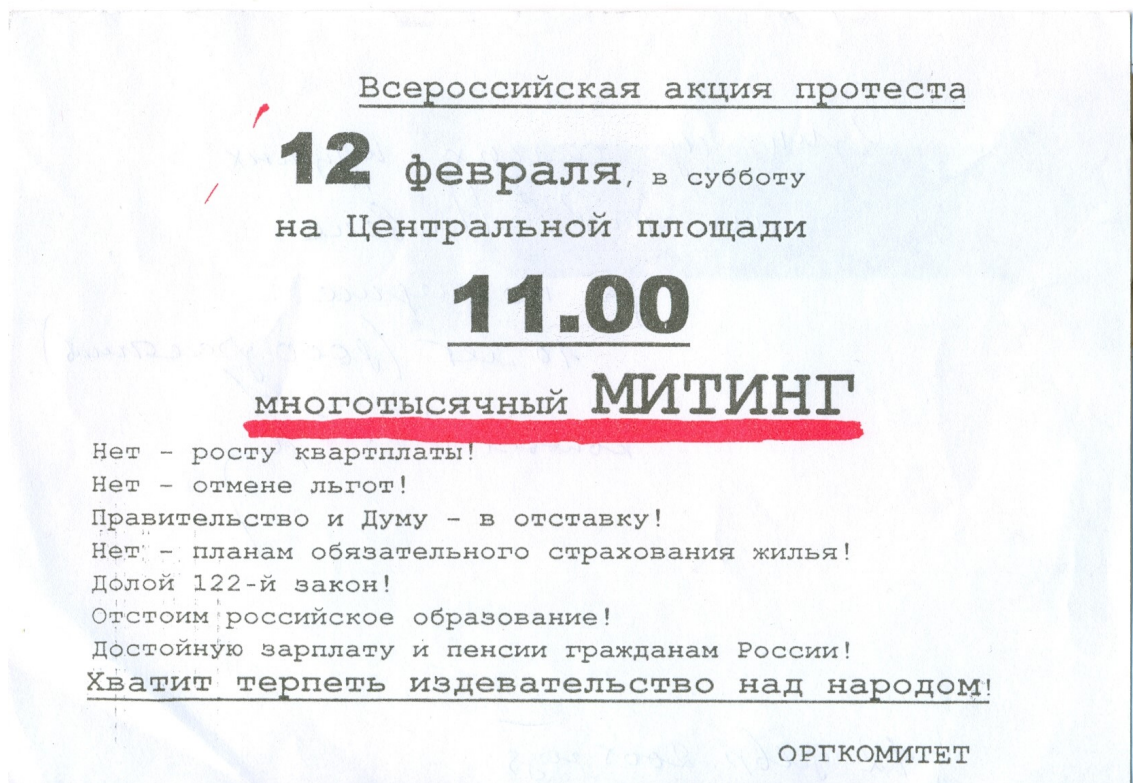 Всероссийская акция протеста
12 февраля, в субботу
на Центральной площади
11.00
многотысячный МИТИНГ
Нет - росту квартплаты!
Нет - отмене льгот!
Правительство и Думу - в отставку!
Нет - планам обязательного страхования жилья!
Долой 122-й закон!
Отстоим российское образование!
Достойную зарплату и пенсии гражданам России!
Хватит терпеть издевательство над народом!
ОРГКОМИТЕТ